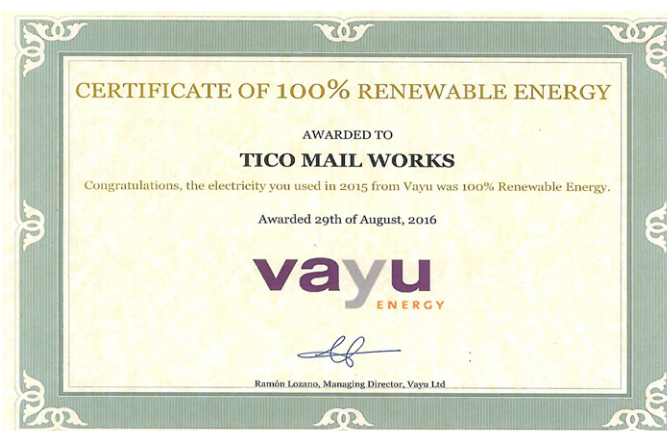 CERTIFICATE OF 100% RENEWABLE ENERGY
AWARDED TO
TICO MAIL WORKS
Congratulations, the electricity you used in 2015 from Vayu was 100% Renewable Energy.
Awarded 29th of August, 2016
vayu
ENERGY
Ramón Lozano, Managing Director, Vayu Ltd